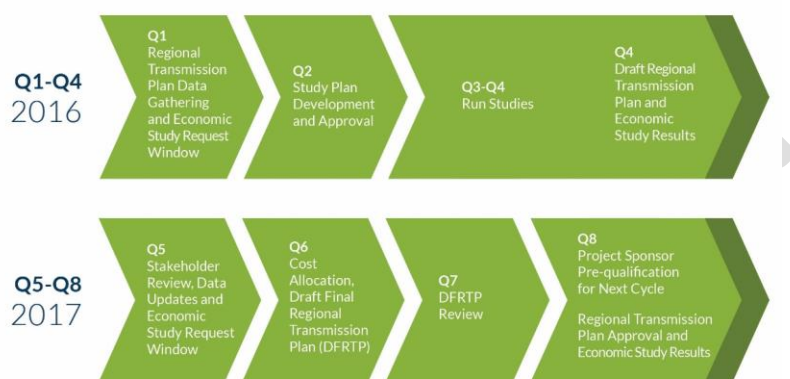 Q1-Q4
2016
Q1
Regional
Transmission
Plan Data
Gathering
and Economic
Study Request
Window
Q2
Study Plan
Development
and Approval
Q3-Q4
Run Studies
Q4
Draft Regional
Transmission
Plan and
Economic
Study Results
Q5-Q8
2017
Q5
Stakeholder
Review, Data
Updates and
Economic
Study Request
Window
Q6
Cost
Allocation,
Draft Final
Regional
Transmission
Plan (DFRTP)
Q7
DFRTP
Review
Q8
Project Sponsor
Pre-qualification
for Next Cycle
Regional Transmission
Plan Approval and
Economic Study Results